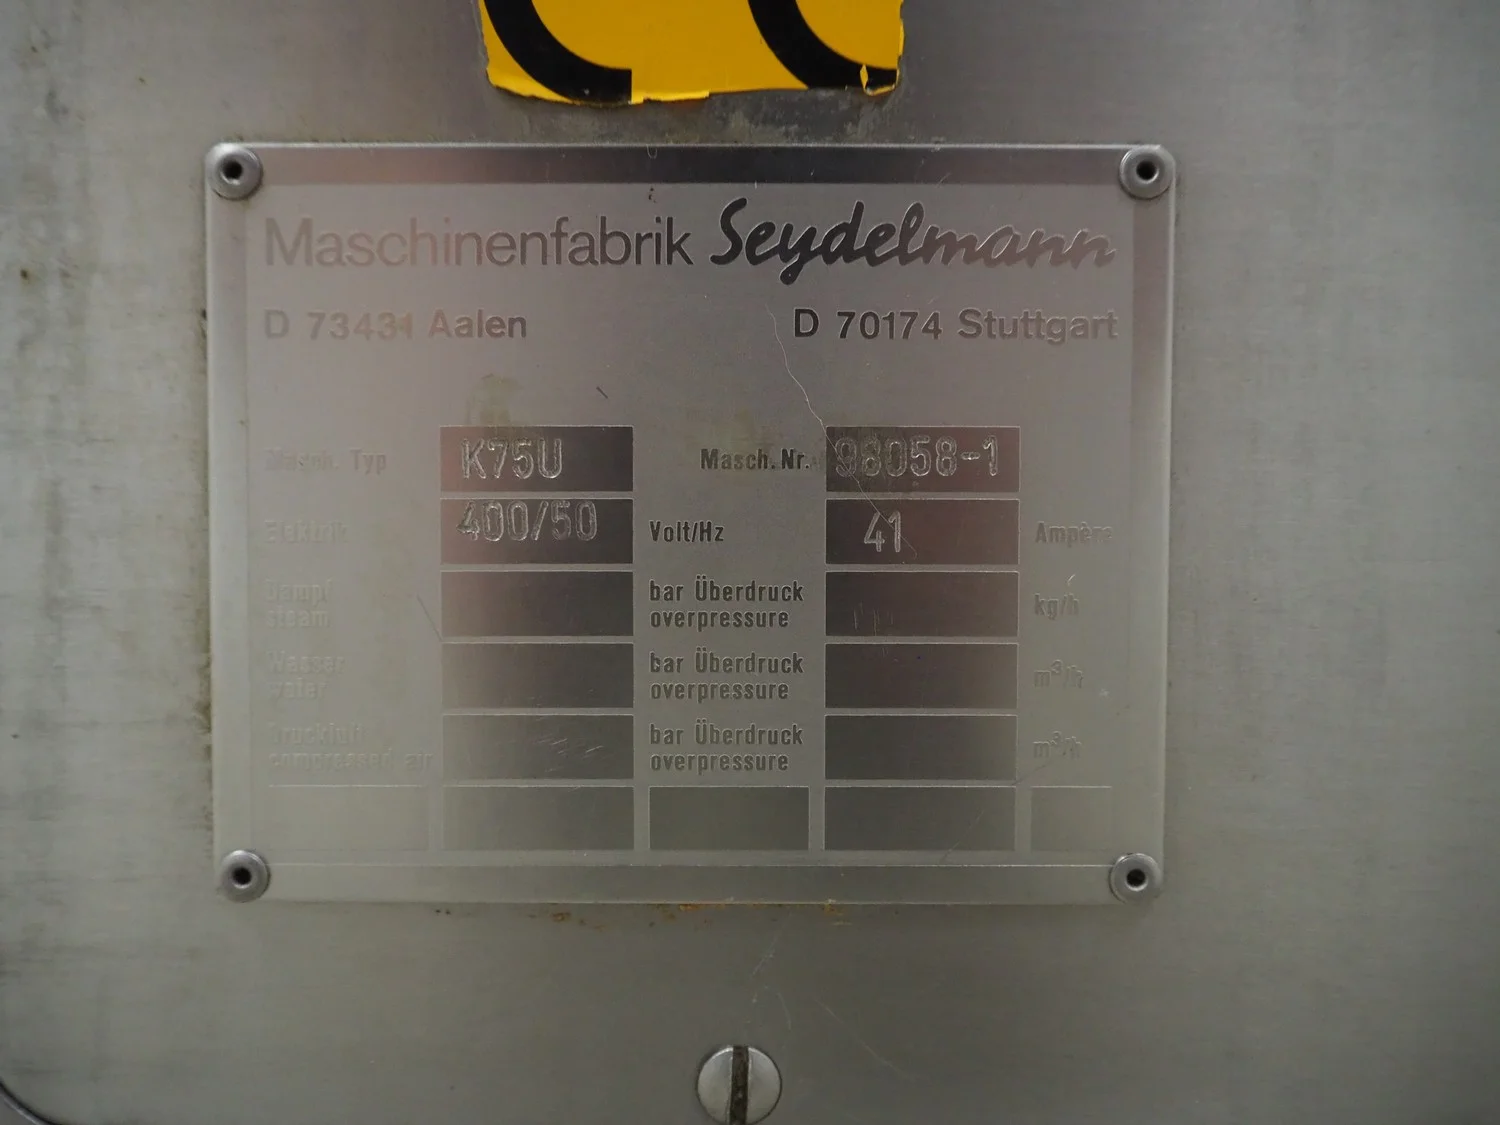 Maschinenfabrik Seydelmann
D 73431 Aalen D 70174 Stuttgart
Masch. Typ K75U Masch. Nr. 98058-1
Elektrik 400/50 Volt/Hz 41 Ampère
Dampf bar Überdruck
steam overpressure kg/h
Wasser bar Überdruck
water overpressure m³/h
Druckluft bar Überdruck
compressed air overpressure m³/h